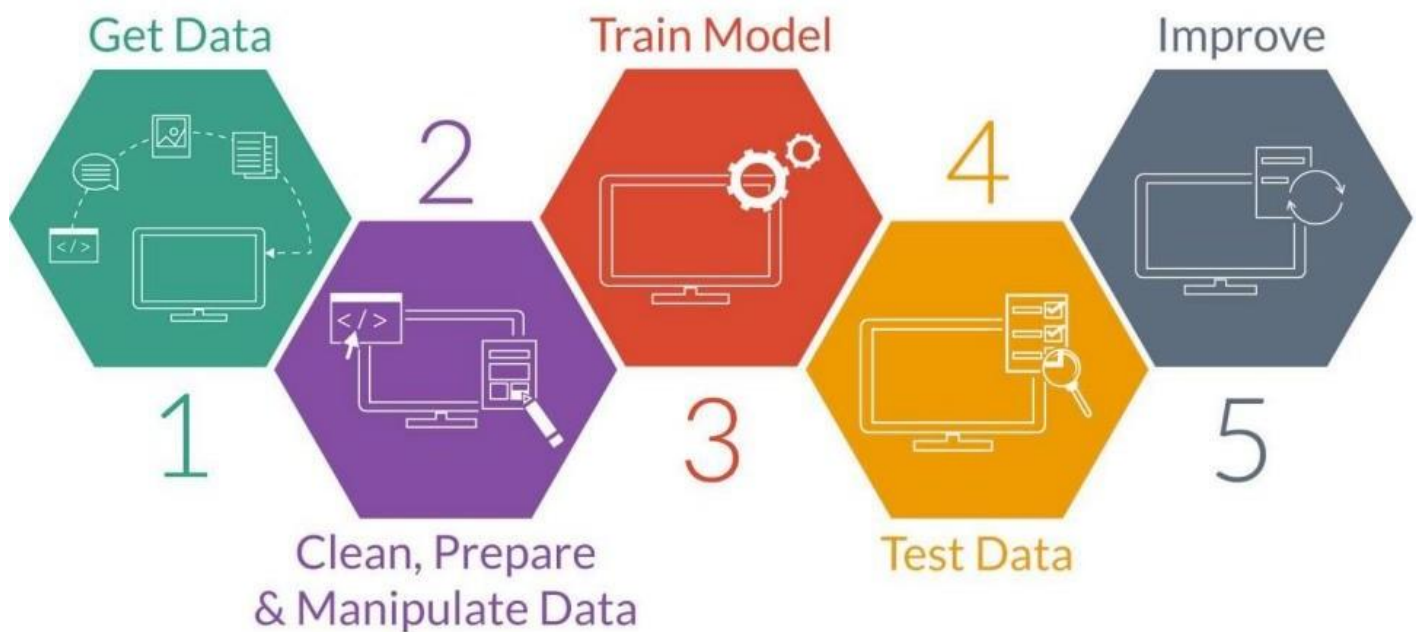 Get Data
1
2
Clean, Prepare
& Manipulate Data
Train Model
3
4
Test Data
Improve
5